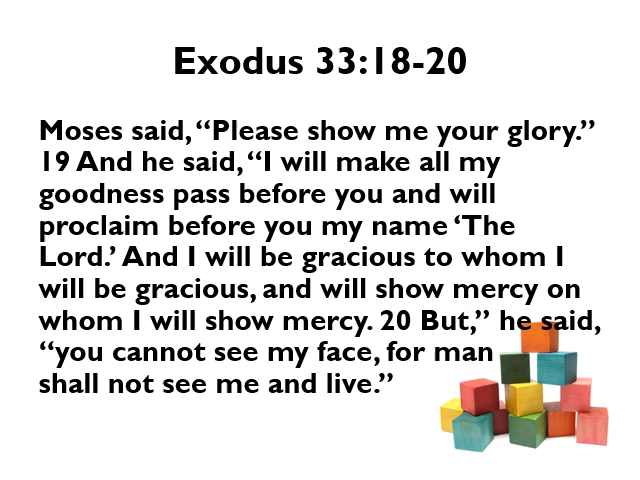 Exodus 33:18-20
Moses said, “Please show me your glory.”
19 And he said, “I will make all my
goodness pass before you and will
proclaim before you my name ‘The
Lord.’ And I will be gracious to whom I
will be gracious, and will show mercy on
whom I will show mercy. 20 But,” he said,
“you cannot see my face, for man
shall not see me and live.”